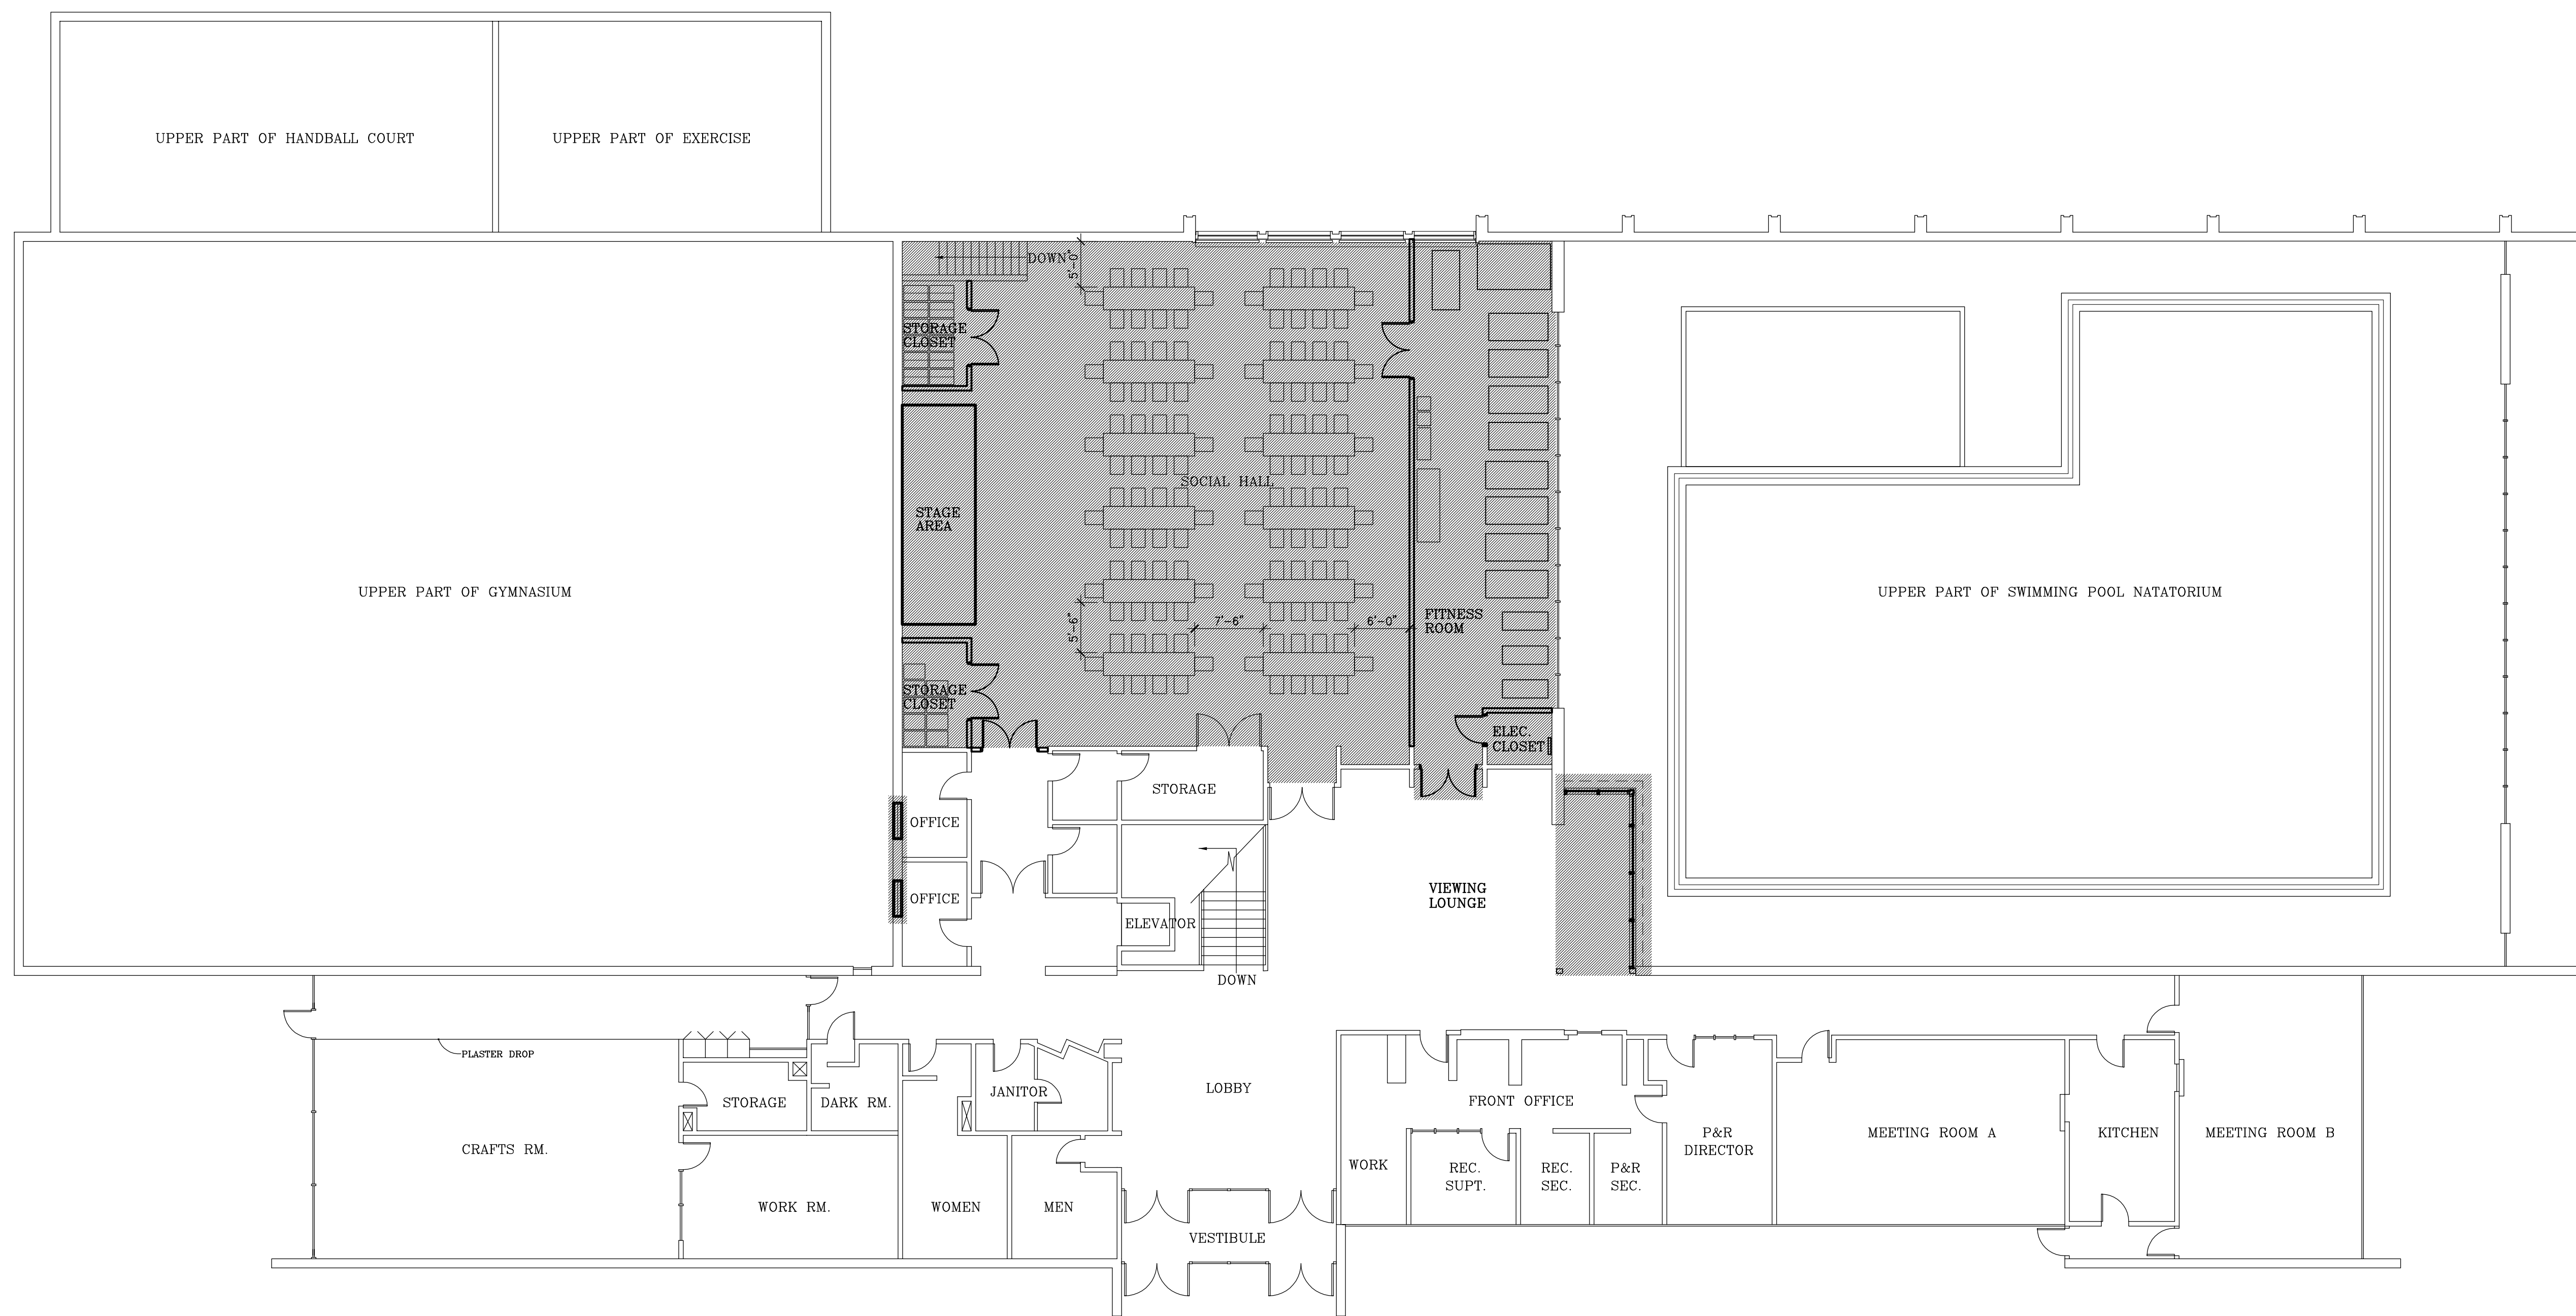 UPPER PART OF HANDBALL COURT
UPPER PART OF EXERCISE
DOWN
5'-0"
STORAGE
CLOSET
SOCIAL HALL
STAGE
AREA
UPPER PART OF GYMNASIUM
UPPER PART OF SWIMMING POOL NATATORIUM
5'-6"
7'-6"
6'-0"
FITNESS
ROOM
STORAGE
CLOSET
ELEC.
CLOSET
STORAGE
OFFICE
OFFICE
VIEWING
LOUNGE
ELEVATOR
DOWN
PLASTER DROP
STORAGE
DARK RM.
JANITOR
LOBBY
FRONT OFFICE
CRAFTS RM.
P&R
DIRECTOR
MEETING ROOM A
KITCHEN
MEETING ROOM B
WORK
REC.
SUPT.
REC.
SEC.
P&R
SEC.
WORK RM.
WOMEN
MEN
VESTIBULE